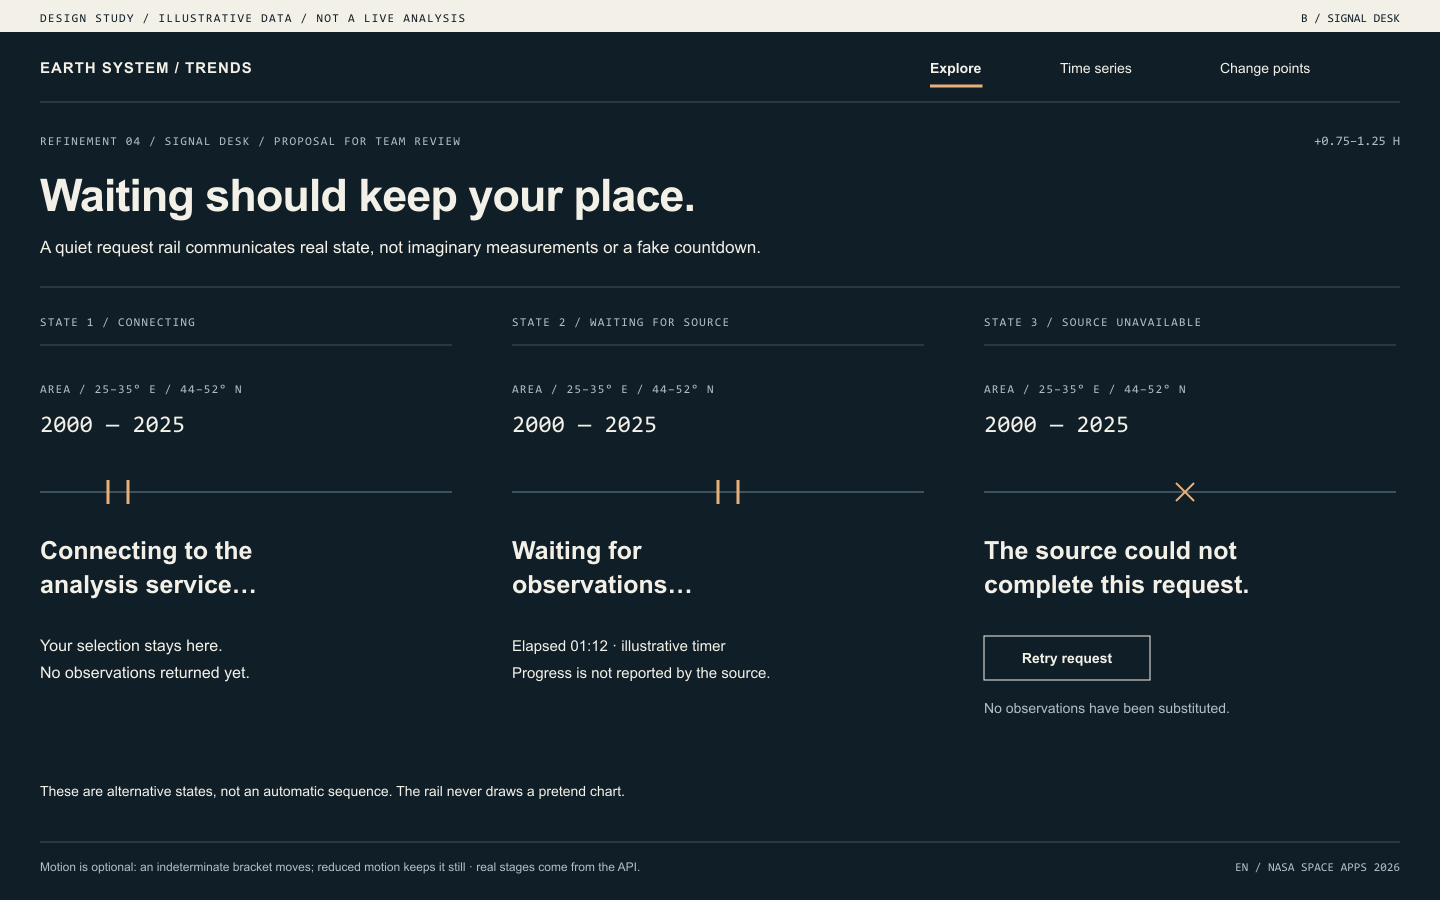 DESIGN STUDY / ILLUSTRATIVE DATA / NOT A LIVE ANALYSIS
B / SIGNAL DESK
EARTH SYSTEM / TRENDS
Explore
Time series
Change points
REFINEMENT 04 / SIGNAL DESK / PROPOSAL FOR TEAM REVIEW
+0.75–1.25 H
Waiting should keep your place.
A quiet request rail communicates real state, not imaginary measurements or a fake countdown.
STATE 1 / CONNECTING
AREA / 25–35° E / 44–52° N
2000 — 2025
Connecting to the
analysis service…
Your selection stays here.
No observations returned yet.
STATE 2 / WAITING FOR SOURCE
AREA / 25–35° E / 44–52° N
2000 — 2025
Waiting for
observations…
Elapsed 01:12 · illustrative timer
Progress is not reported by the source.
STATE 3 / SOURCE UNAVAILABLE
AREA / 25–35° E / 44–52° N
2000 — 2025
The source could not
complete this request.
Retry request
No observations have been substituted.
These are alternative states, not an automatic sequence. The rail never draws a pretend chart.
Motion is optional: an indeterminate bracket moves; reduced motion keeps it still · real stages come from the API.
EN / NASA SPACE APPS 2026